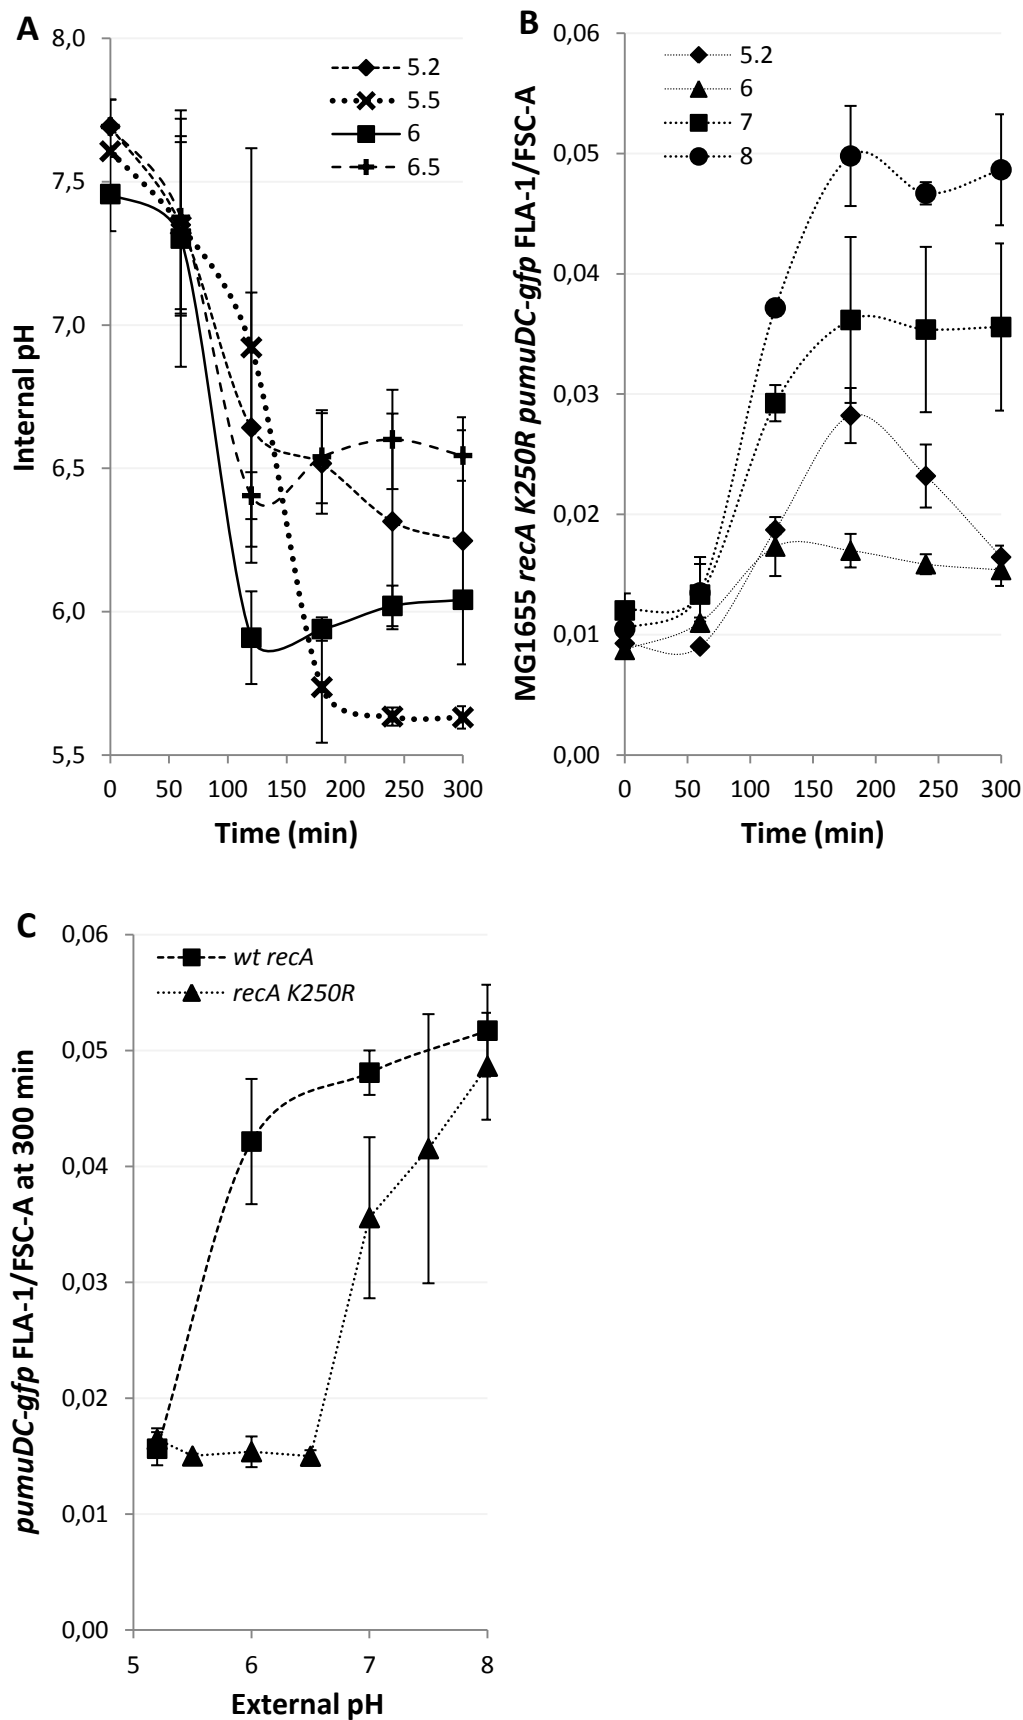 A
8,0
7,5
7,0
6,5
6,0
5,5
Internal pH
5.2
5.5
6
6.5
0 50 100 150 200 250 300
Time (min)
B
0,06
0,05
0,04
0,03
0,02
0,01
0,00
MG1655 recA K250R pumuDC-gfp FLA-1/FSC-A
5.2
6
7
8
0 50 100 150 200 250 300
Time (min)
C
0,06
0,05
0,04
0,03
0,02
0,01
0,00
pumuDC-gfp FLA-1/FSC-A at 300 min
wt recA
recA K250R
5 6 7 8
External pH